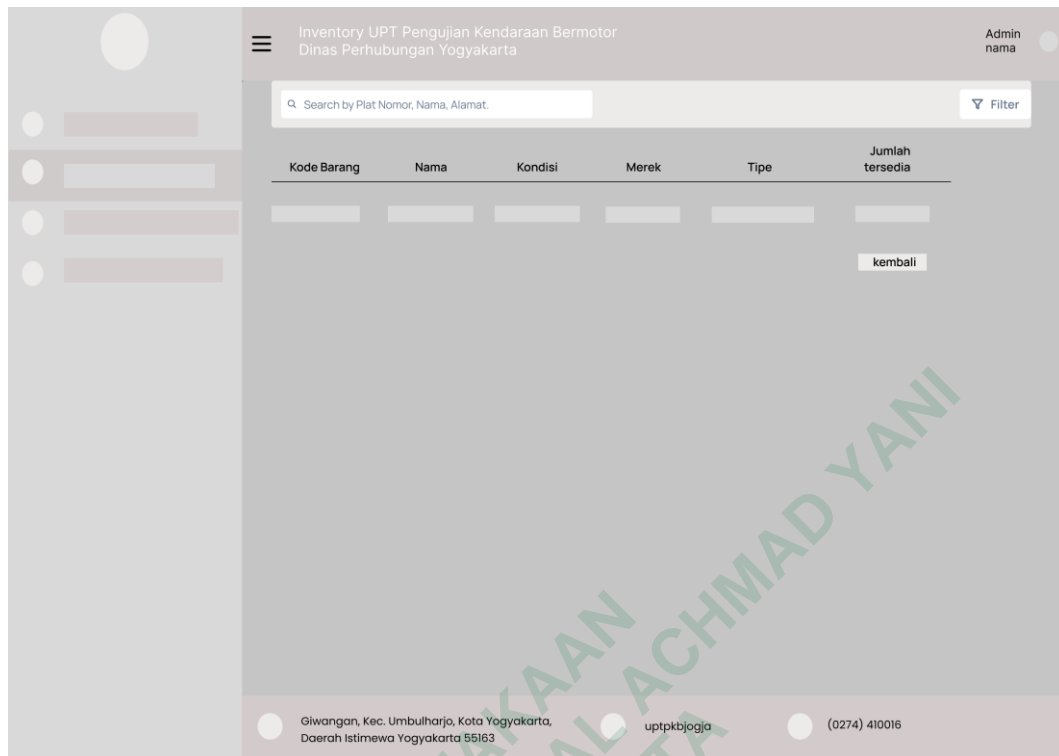 Inventory UPT Pengujian Kendaraan Bermotor
Dinas Perhubungan Yogyakarta
Admin
nama
Search by Plat Nomor, Nama, Alamat.
Filter
Kode Barang Nama Kondisi Merek Tipe Jumlah
tersedia
kembali
Giwangan, Kec. Umbulharjo, Kota Yogyakarta,
Daerah Istimewa Yogyakarta 55163
uptpkbjogja
(0274) 410016
ACHMAD YANI